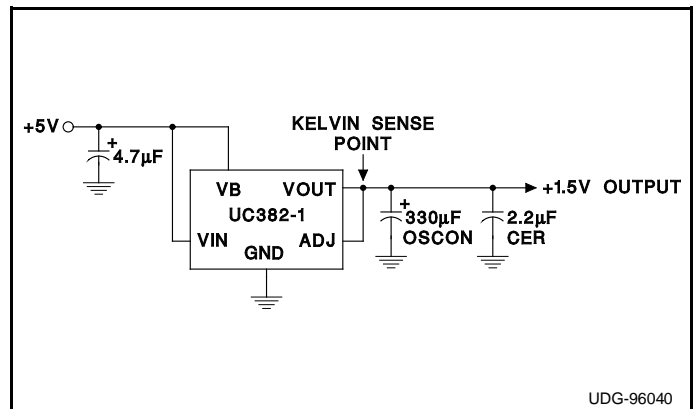 +5V
+
4.7µF
KELVIN SENSE
POINT
VB
VOUT
+1.5V OUTPUT
UC382-1
VIN
GND
ADJ
+
330µF
OSCON
2.2µF
CER
UDG-96040